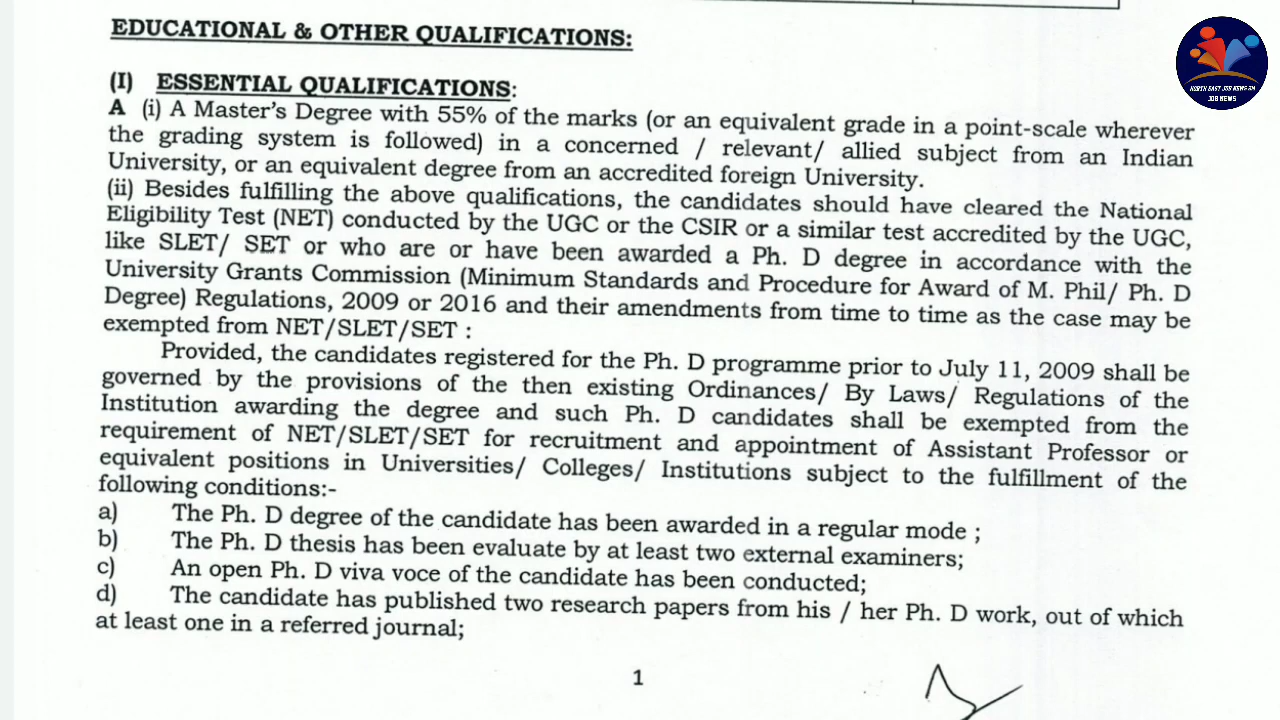 EDUCATIONAL & OTHER QUALIFICATIONS:
(I) ESSENTIAL QUALIFICATIONS:
A (i) A Master's Degree with 55% of the marks (or an equivalent grade in a point-scale wherever
the grading system is followed) in a concerned / relevant/ allied subject from an Indian
University, or an equivalent degree from an accredited foreign University.
(ii) Besides fulfilling the above qualifications, the candidates should have cleared the National
Eligibility Test (NET) conducted by the UGC or the CSIR or a similar test accredited by the UGC,
like SLET/ SET or who are or have been awarded a Ph. D degree in accordance with the
University Grants Commission (Minimum Standards and Procedure for Award of M. Phil/ Ph. D
Degree) Regulations, 2009 or 2016 and their amendments from time to time as the case may be
exempted from NET/SLET/SET :
Provided, the candidates registered for the Ph. D programme prior to July 11, 2009 shall be
governed by the provisions of the then existing Ordinances/ By Laws/ Regulations of the
Institution awarding the degree and such Ph. D candidates shall be exempted from the
requirement of NET/SLET/SET for recruitment and appointment of Assistant Professor or
equivalent positions in Universities/ Colleges/ Institutions subject to the fulfillment of the
following conditions:-
a) The Ph. D degree of the candidate has been awarded in a regular mode ;
b) The Ph. D thesis has been evaluate by at least two external examiners;
c) An open Ph. D viva voce of the candidate has been conducted;
d) The candidate has published two research papers from his / her Ph. D work, out of which
at least one in a referred journal;
1
NORTH EAST JOB NEWS AM
JOB NEWS